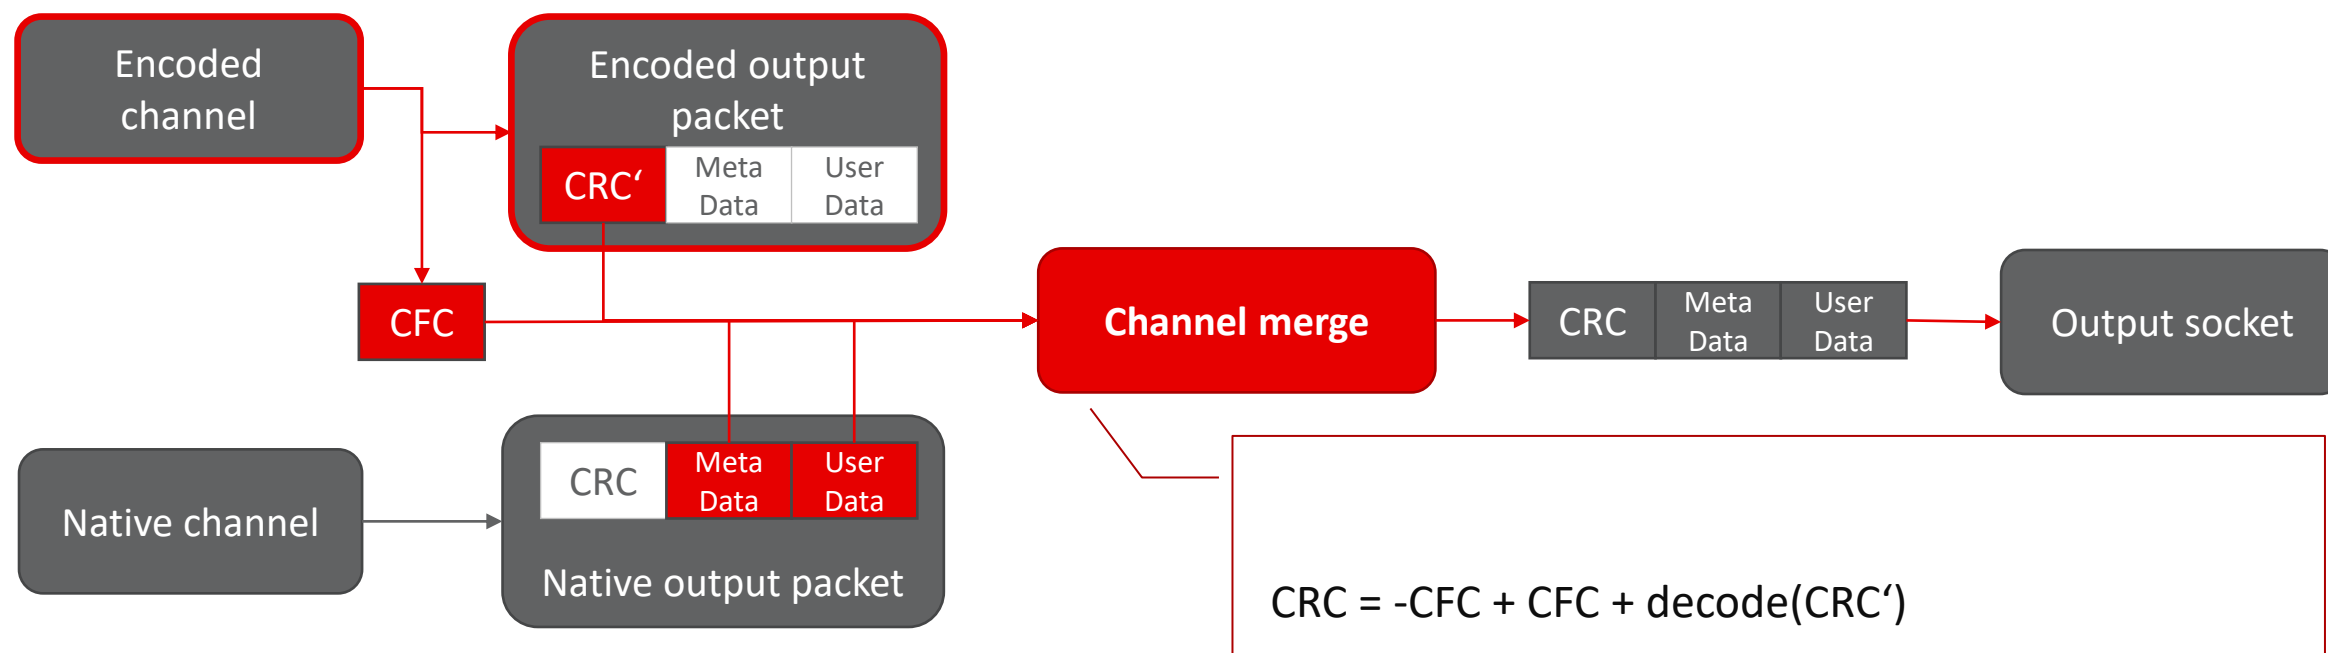 Encoded
channel
Encoded output
packet
CRC‘
Meta
Data
User
Data
CFC
Channel merge
CRC
Meta
Data
User
Data
Output socket
Native channel
CRC
Meta
Data
User
Data
Native output packet
CRC = -CFC + CFC + decode(CRC‘)